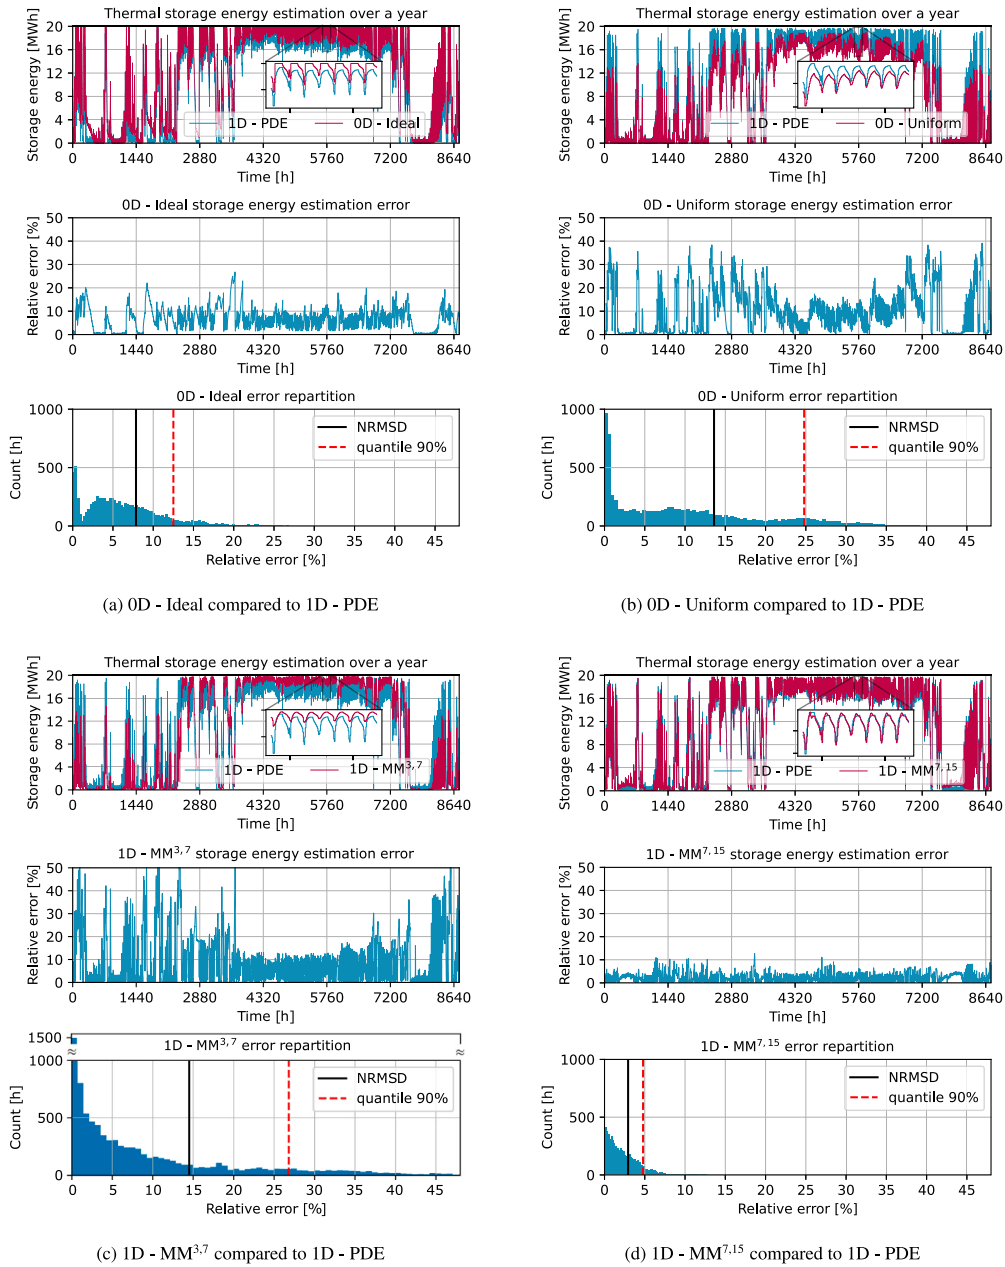 Thermal storage energy estimation over a year
Storage energy [MWh]
20
16
12
8
4
0
1D - PDE
0D - Ideal
0 1440 2880 4320 5760 7200 8640
Time [h]
0D - Ideal storage energy estimation error
Relative error [%]
50
40
30
20
10
0
0 1440 2880 4320 5760 7200 8640
Time [h]
0D - Ideal error repartition
Count [h]
1000
500
0
NRMSD
quantile 90%
0 5 10 15 20 25 30 35 40 45
Relative error [%]
(a) 0D - Ideal compared to 1D - PDE
Thermal storage energy estimation over a year
Storage energy [MWh]
20
16
12
8
4
0
1D - PDE
0D - Uniform
0 1440 2880 4320 5760 7200 8640
Time [h]
0D - Uniform storage energy estimation error
Relative error [%]
50
40
30
20
10
0
0 1440 2880 4320 5760 7200 8640
Time [h]
0D - Uniform error repartition
Count [h]
1000
500
0
NRMSD
quantile 90%
0 5 10 15 20 25 30 35 40 45
Relative error [%]
(b) 0D - Uniform compared to 1D - PDE
Thermal storage energy estimation over a year
Storage energy [MWh]
20
16
12
8
4
0
1D - PDE
1D - MM³,⁷
0 1440 2880 4320 5760 7200 8640
Time [h]
1D - MM³,⁷ storage energy estimation error
Relative error [%]
50
40
30
20
10
0
0 1440 2880 4320 5760 7200 8640
Time [h]
1D - MM³,⁷ error repartition
Count [h]
1500
1000
500
0
NRMSD
quantile 90%
0 5 10 15 20 25 30 35 40 45
Relative error [%]
(c) 1D - MM³,⁷ compared to 1D - PDE
Thermal storage energy estimation over a year
Storage energy [MWh]
20
16
12
8
4
0
1D - PDE
1D - MM⁷,¹⁵
0 1440 2880 4320 5760 7200 8640
Time [h]
1D - MM⁷,¹⁵ storage energy estimation error
Relative error [%]
50
40
30
20
10
0
0 1440 2880 4320 5760 7200 8640
Time [h]
1D - MM⁷,¹⁵ error repartition
Count [h]
1000
500
0
NRMSD
quantile 90%
0 5 10 15 20 25 30 35 40 45
Relative error [%]
(d) 1D - MM⁷,¹⁵ compared to 1D - PDE